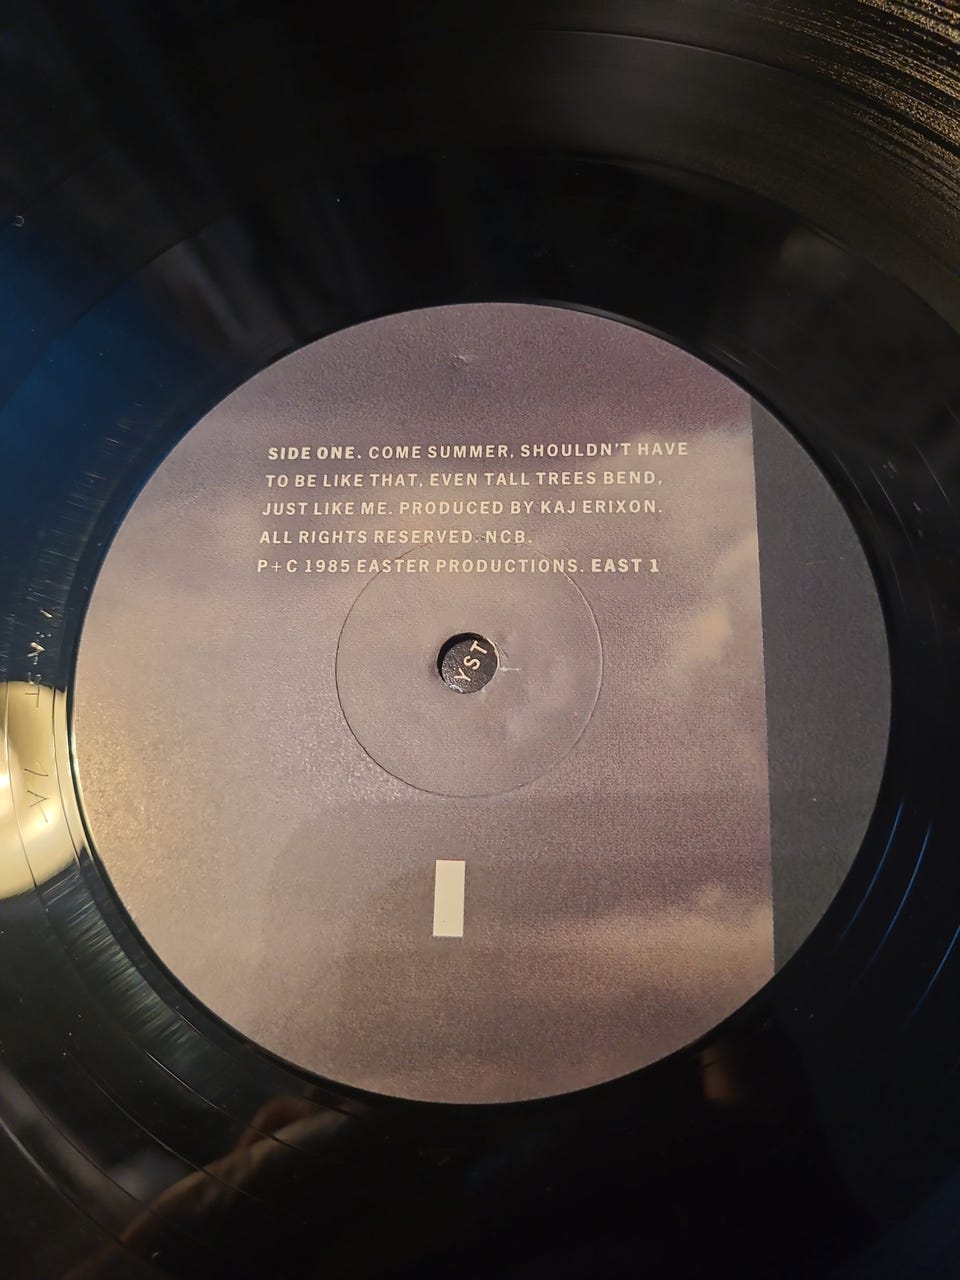 SIDE ONE. COME SUMMER, SHOULDN'T HAVE
TO BE LIKE THAT, EVEN TALL TREES BEND,
JUST LIKE ME. PRODUCED BY KAJ ERIXON.
ALL RIGHTS RESERVED. NCB.
P+C 1985 EASTER PRODUCTIONS. EAST 1
YST